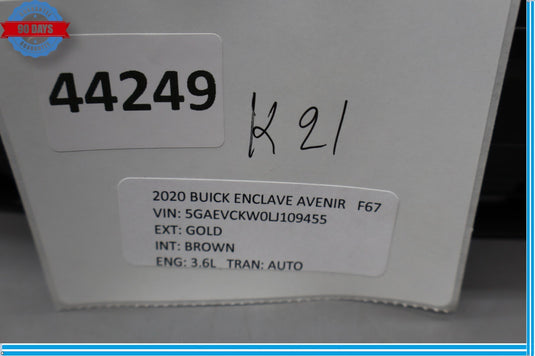 90 DAYS
44249
K21
2020 BUICK ENCLAVE AVENIR F67
VIN: 5GAEVCKW0LJ109455
EXT: GOLD
INT: BROWN
ENG: 3.6L TRAN: AUTO